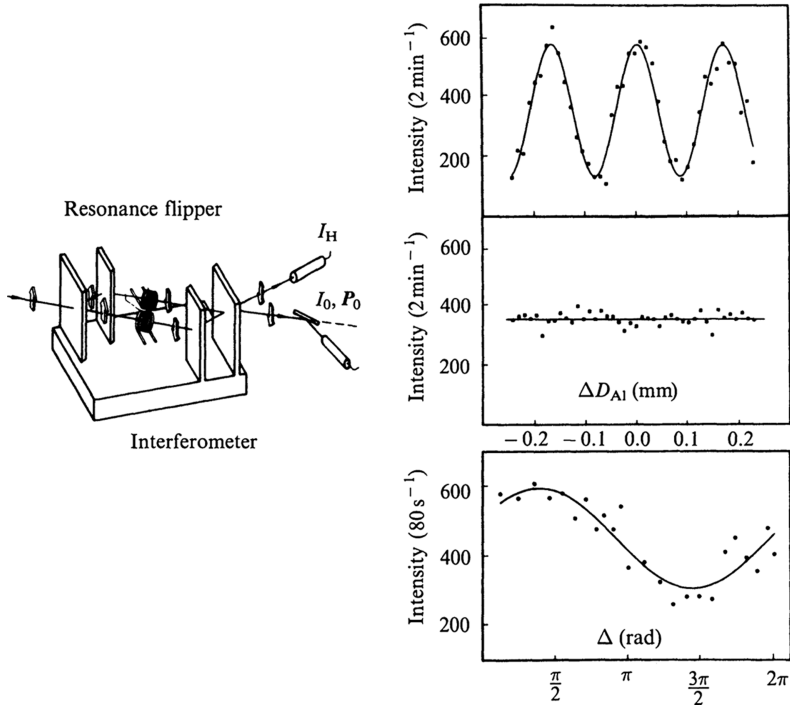 Resonance flipper
I_H
I_0, P_0
Interferometer
Intensity (2 min⁻¹)
600
400
200
Intensity (2 min⁻¹)
600
400
200
ΔD_Al (mm)
−0.2 −0.1 0.0 0.1 0.2
Intensity (80 s⁻¹)
600
400
200
Δ (rad)
π/2 π 3π/2 2π